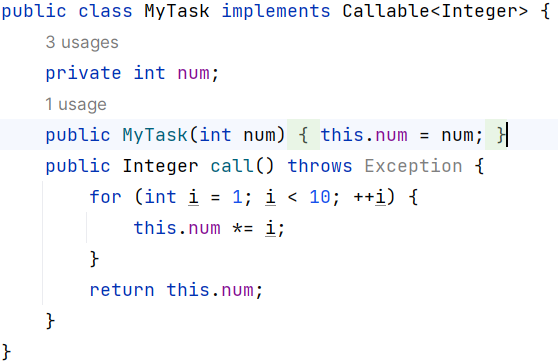 public class MyTask implements Callable<Integer> {
3 usages
private int num;
1 usage
public MyTask(int num) { this.num = num; }
public Integer call() throws Exception {
for (int i = 1; i < 10; ++i) {
this.num *= i;
}
return this.num;
}
}